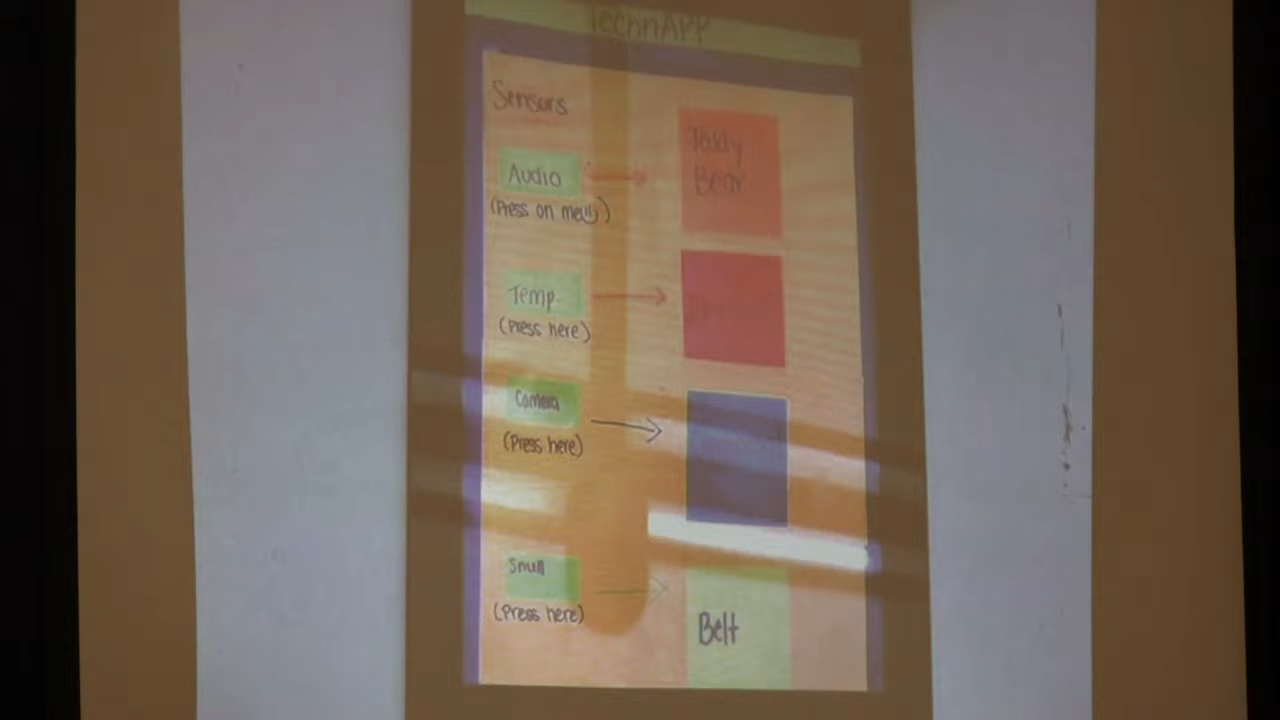 TechnAPP
Sensors
Audio
(Press on me!!)
Teddy
Bear
Temp.
(Press here)
Camera
(Press here)
Smell
(Press here)
Belt